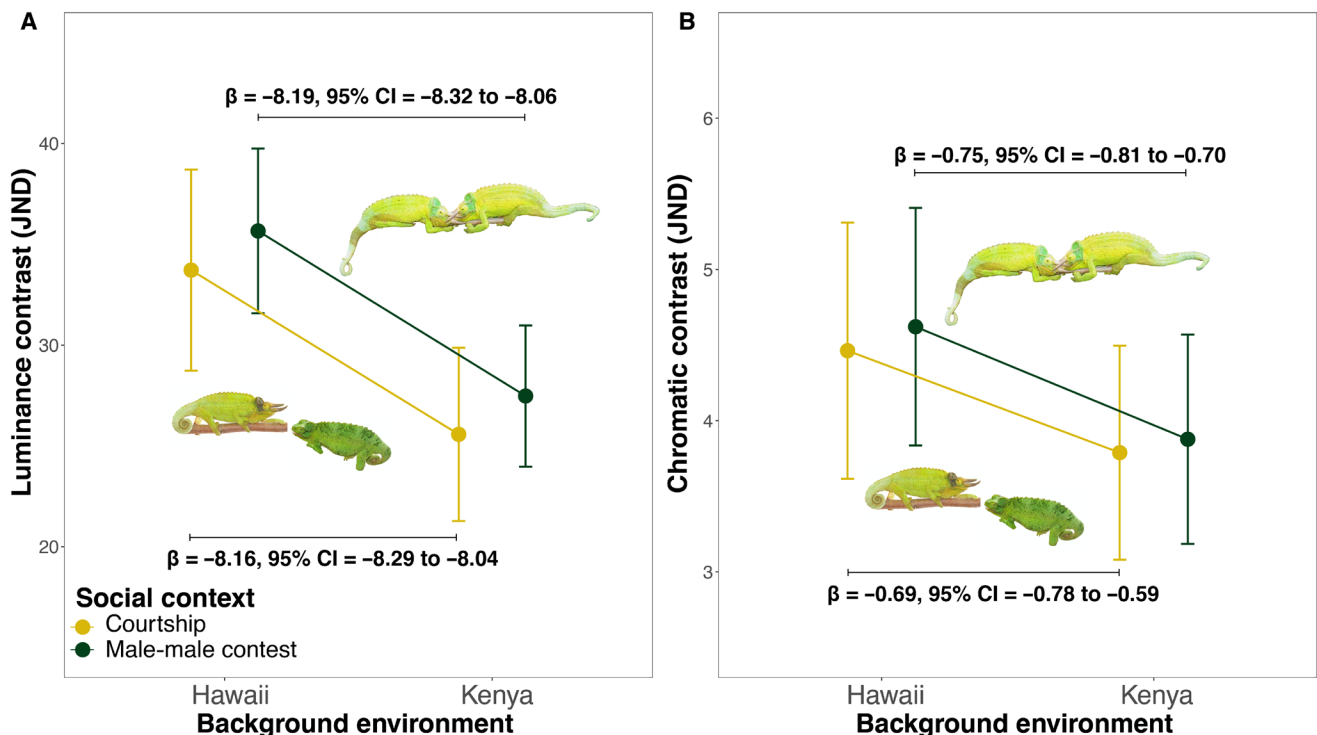 A
β = −8.19, 95% CI = −8.32 to −8.06
40
30
20
Luminance contrast (JND)
β = −8.16, 95% CI = −8.29 to −8.04
Social context
Courtship
Male-male contest
Hawaii
Kenya
Background environment
B
β = −0.75, 95% CI = −0.81 to −0.70
6
5
4
3
Chromatic contrast (JND)
β = −0.69, 95% CI = −0.78 to −0.59
Hawaii
Kenya
Background environment